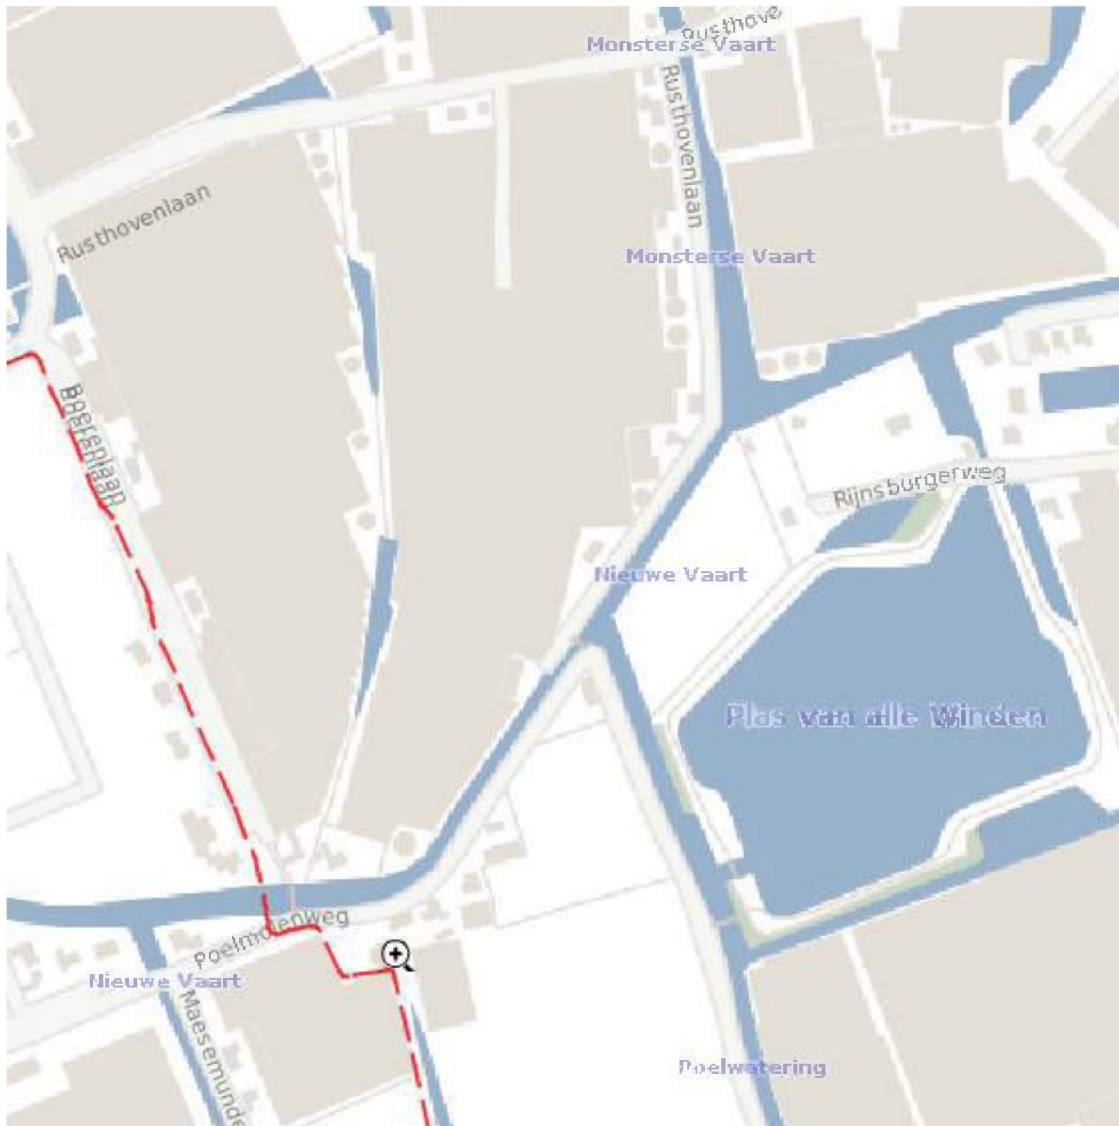 Rusthove
Monsterse Vaart
Rusthovenlaan
Rusthovenlaan
Monsterse Vaart
Boerenlaan
Boerenlaan
Rijnsburgerweg
Nieuwe Vaart
Plas van alle Winden
Poelmolenweg
Nieuwe Vaart
Maesemunde
Poelwatering